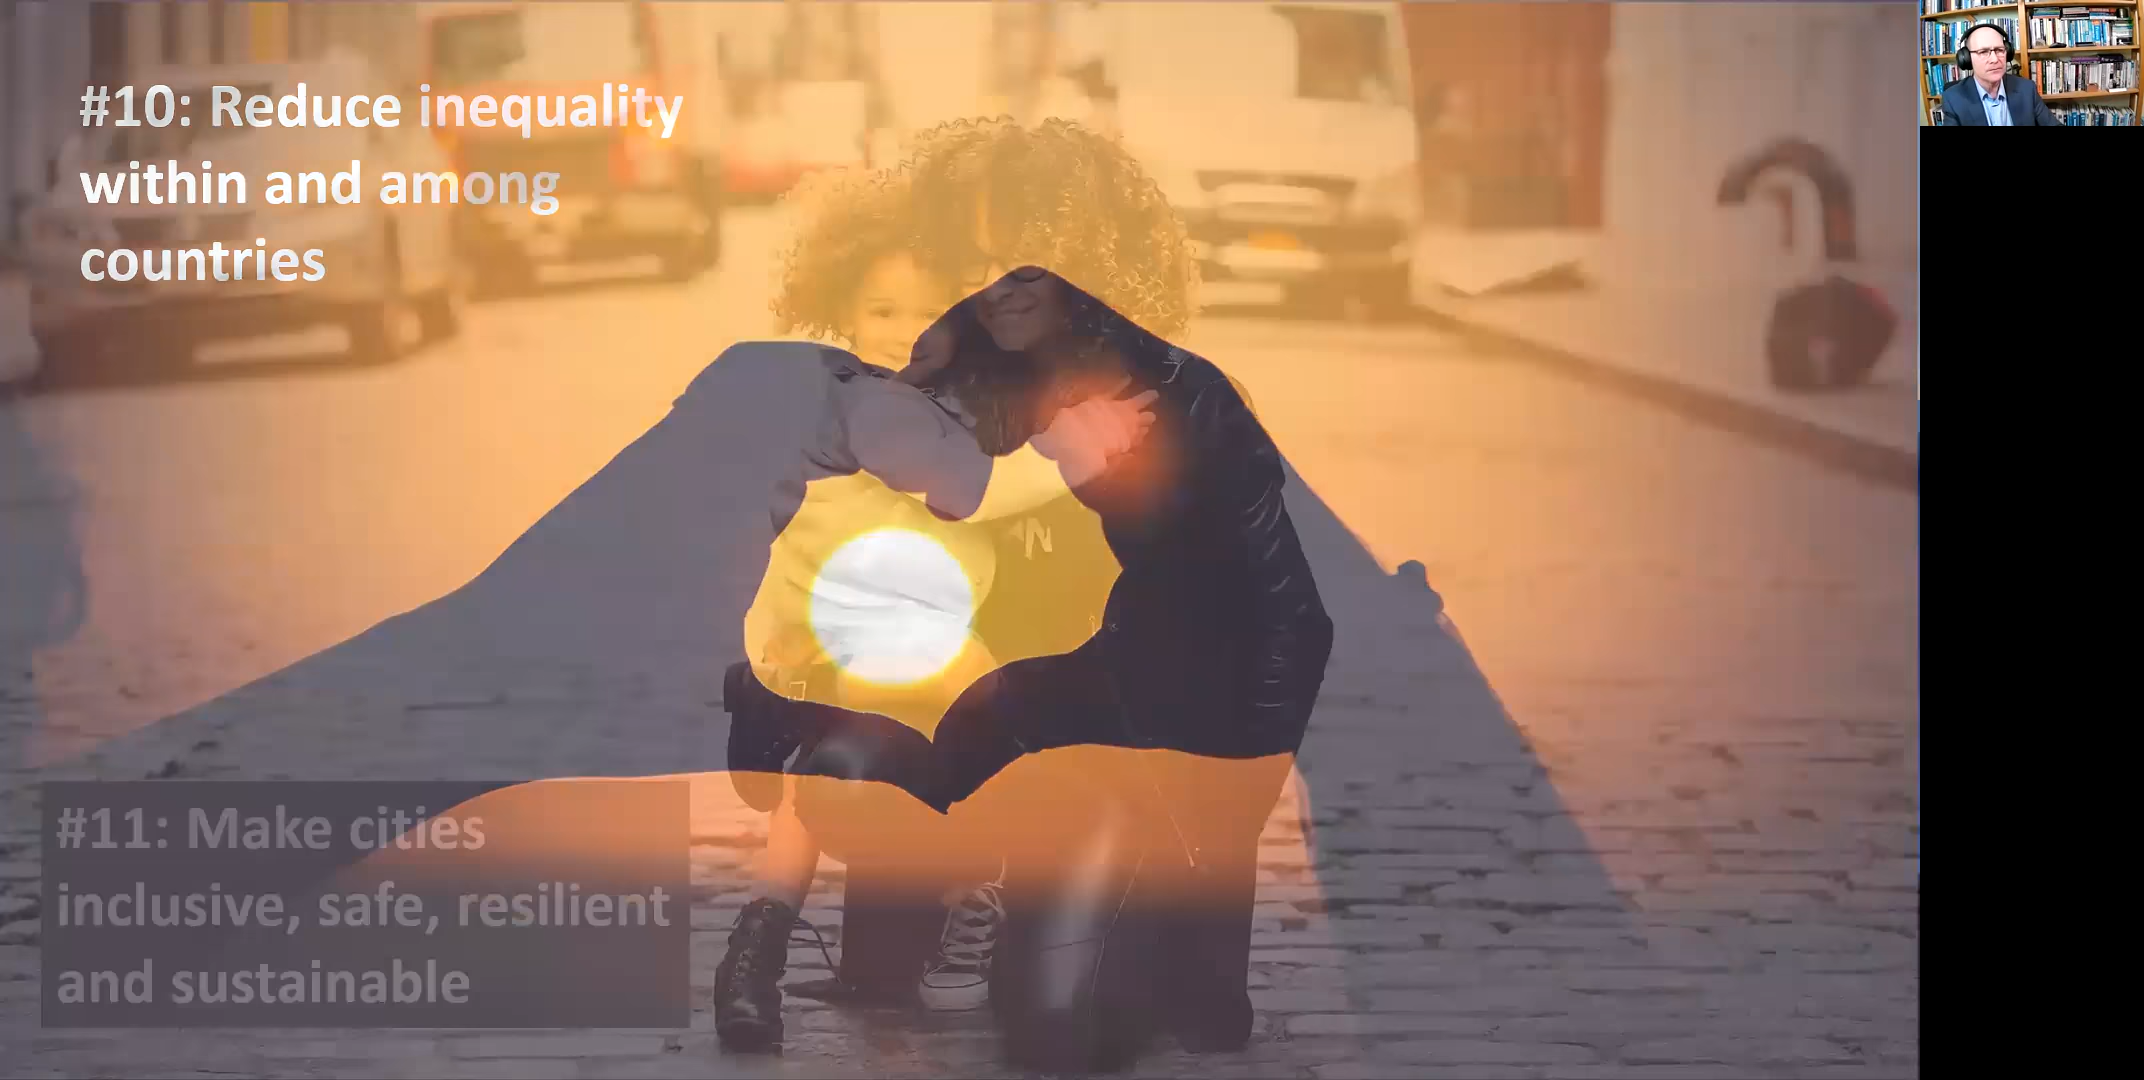 #10: Reduce inequality
within and among
countries
#11: Make cities
inclusive, safe, resilient
and sustainable